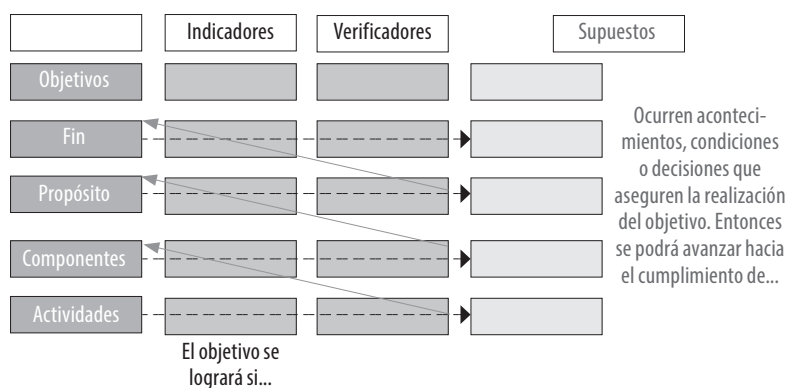 Indicadores
Verificadores
Supuestos
Objetivos
Fin
Propósito
Componentes
Actividades
Ocurren aconteci-
mientos, condiciones
o decisiones que
aseguren la realización
del objetivo. Entonces
se podrá avanzar hacia
el cumplimiento de...
El objetivo se
logrará si...